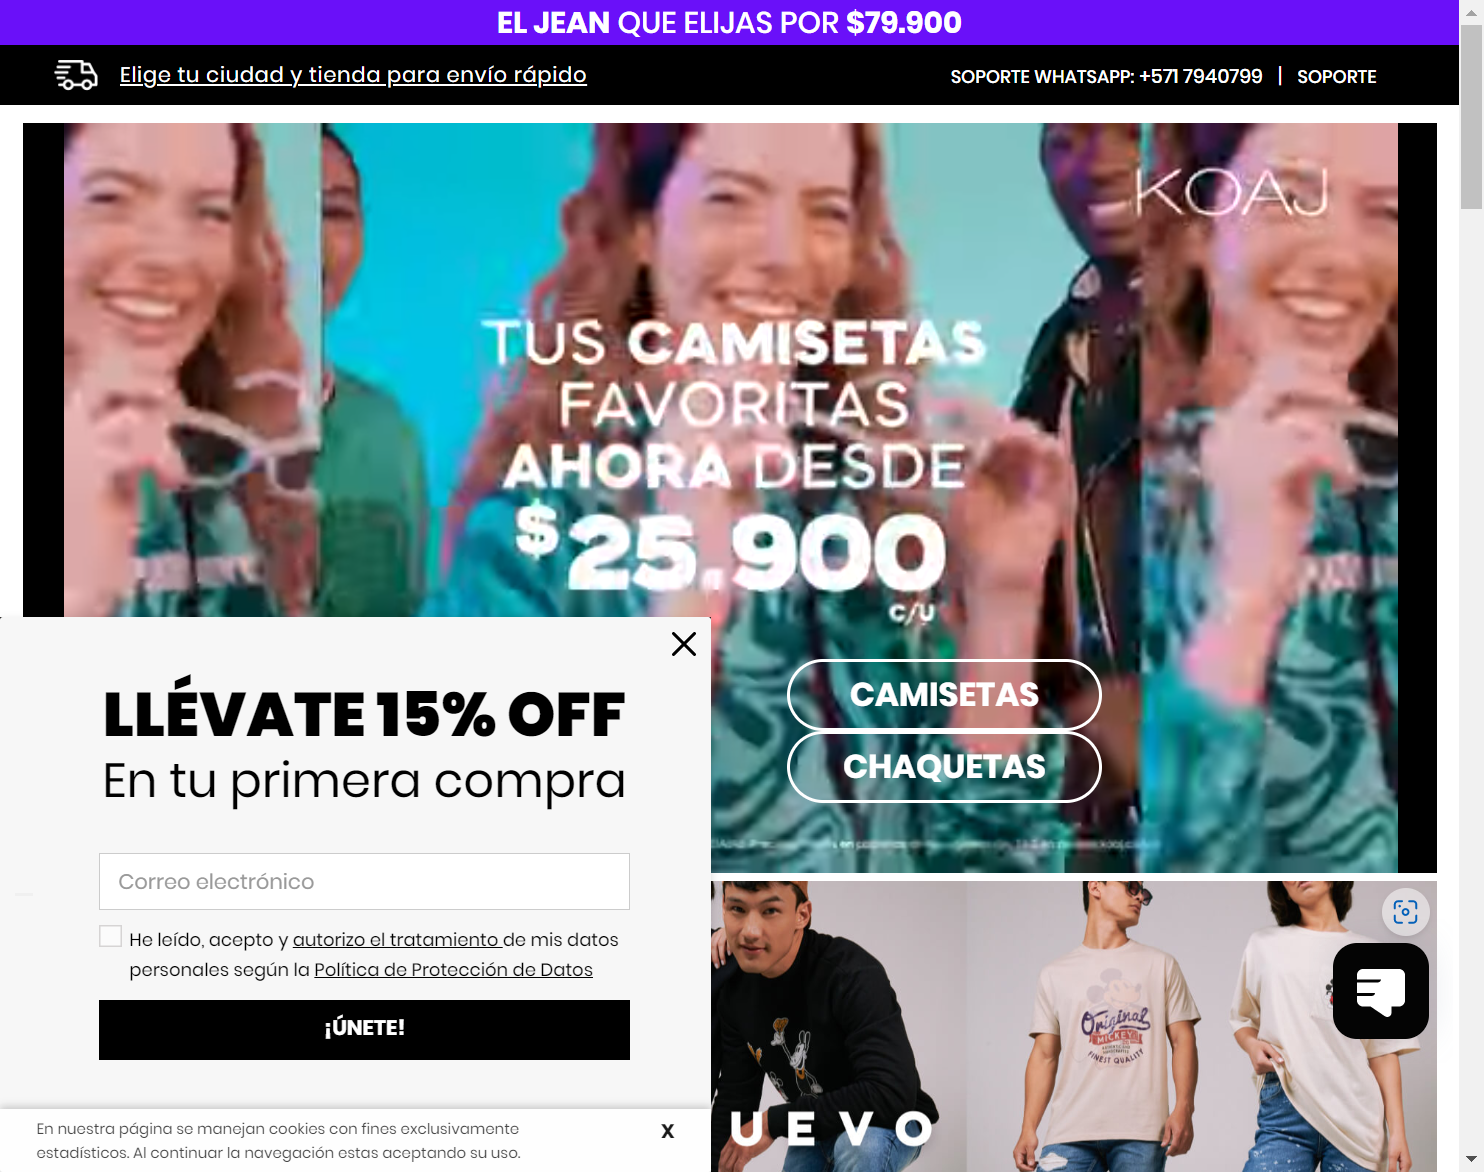 EL JEAN QUE ELIJAS POR $79.900
Elige tu ciudad y tienda para envío rápido
SOPORTE WHATSAPP: +571 7940799 | SOPORTE
KOAJ
TUS CAMISETAS
FAVORITAS
AHORA DESDE
$25.900
C/U
CAMISETAS
CHAQUETAS
LLÉVATE 15% OFF
En tu primera compra
Correo electrónico
He leído, acepto y autorizo el tratamiento de mis datos
personales según la Política de Protección de Datos
¡ÚNETE!
Original
MICKEY
FINEST QUALITY
UEVO
En nuestra página se manejan cookies con fines exclusivamente
estadísticos. Al continuar la navegación estas aceptando su uso.
X